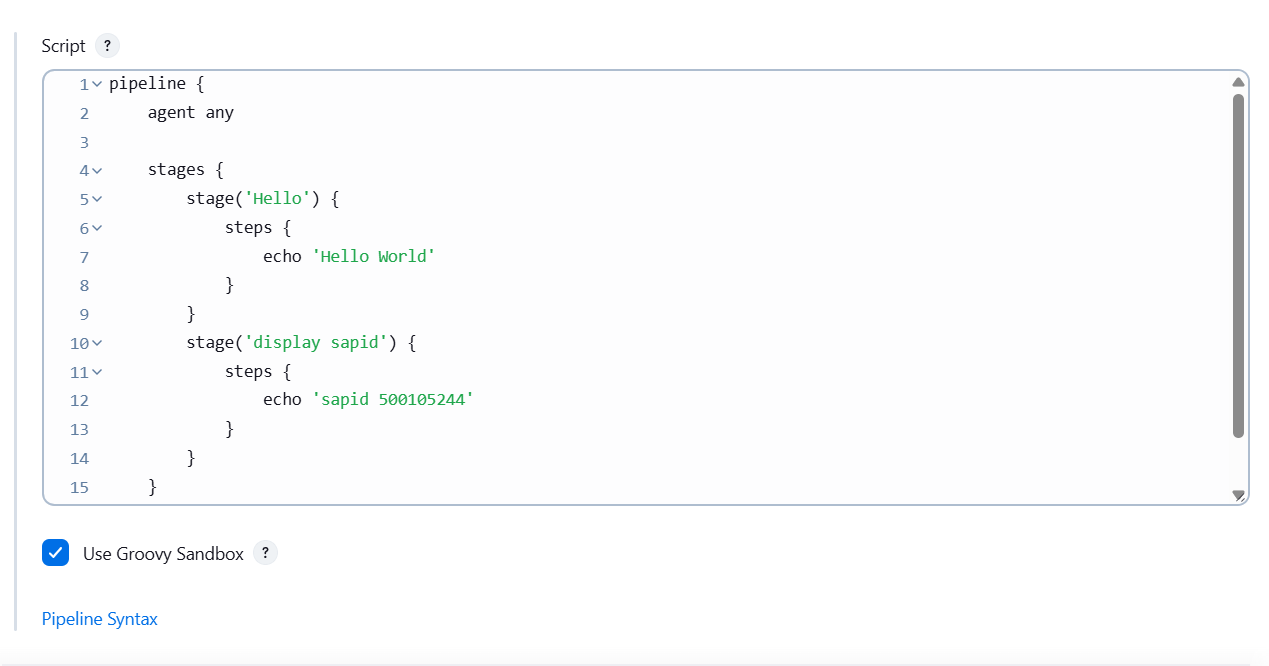 Script ?
1 pipeline {
2     agent any
3
4     stages {
5         stage('Hello') {
6             steps {
7                 echo 'Hello World'
8             }
9         }
10         stage('display sapid') {
11             steps {
12                 echo 'sapid 500105244'
13             }
14         }
15     }
Use Groovy Sandbox ?
Pipeline Syntax